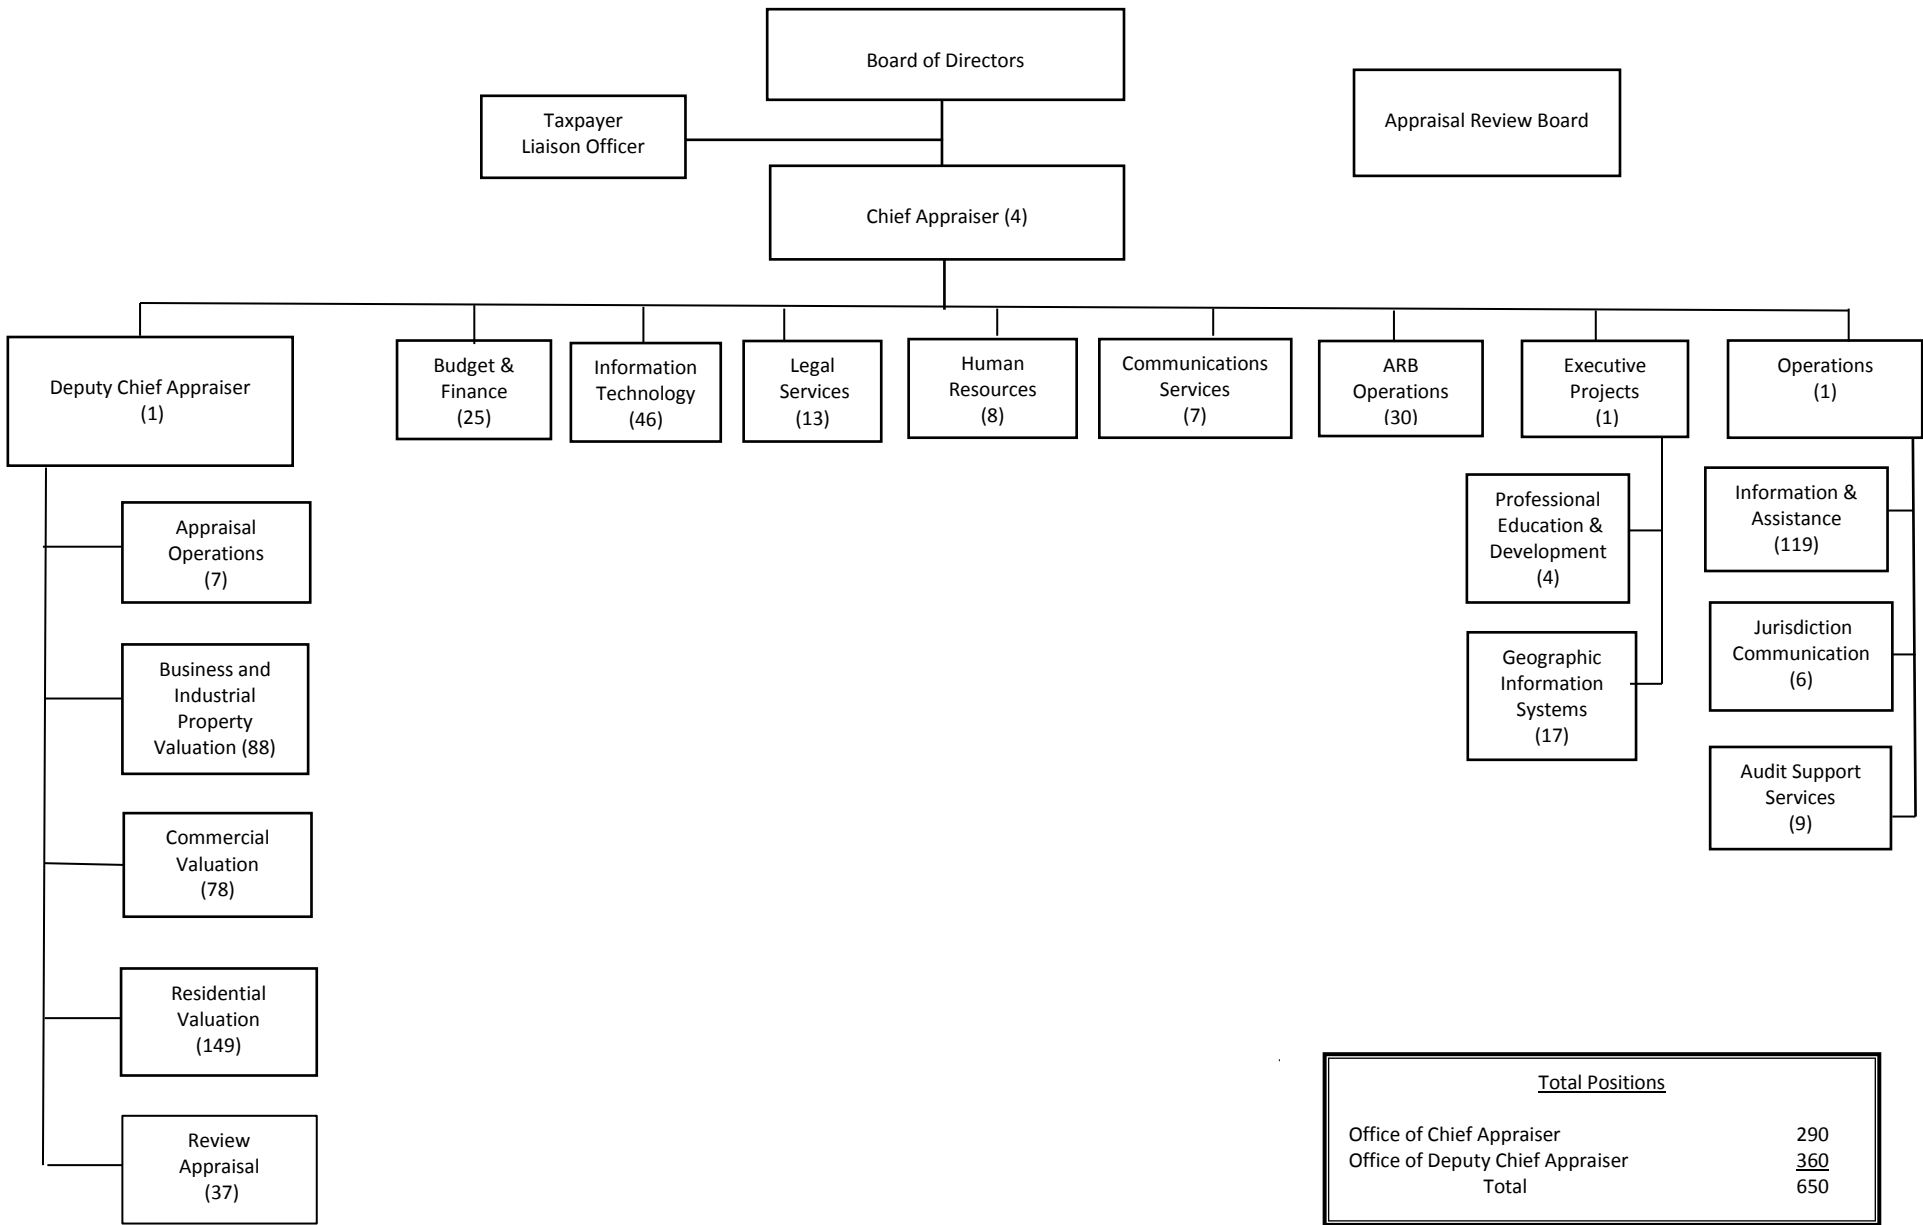 Board of Directors
Taxpayer
Liaison Officer
Appraisal Review Board
Chief Appraiser (4)
Deputy Chief Appraiser
(1)
Budget &
Finance
(25)
Information
Technology
(46)
Legal
Services
(13)
Human
Resources
(8)
Communications
Services
(7)
ARB
Operations
(30)
Executive
Projects
(1)
Operations
(1)
Appraisal
Operations
(7)
Business and
Industrial
Property
Valuation (88)
Commercial
Valuation
(78)
Residential
Valuation
(149)
Review
Appraisal
(37)
Professional
Education &
Development
(4)
Geographic
Information
Systems
(17)
Information &
Assistance
(119)
Jurisdiction
Communication
(6)
Audit Support
Services
(9)
Total Positions
Office of Chief Appraiser 290
Office of Deputy Chief Appraiser 360
Total 650